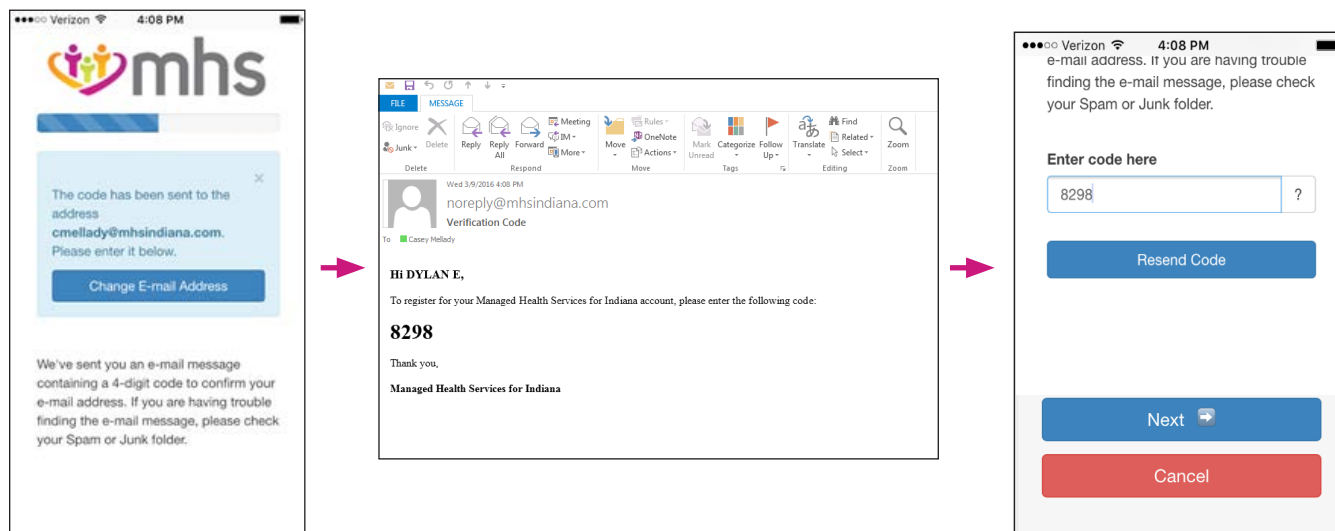 Verizon 4:08 PM
mhs
The code has been sent to the
address
cmellady@mhsindiana.com.
Please enter it below.
×
Change E-mail Address
We've sent you an e-mail message
containing a 4-digit code to confirm your
e-mail address. If you are having trouble
finding the e-mail message, please check
your Spam or Junk folder.
FILE MESSAGE
Ignore
Junk
Delete
Reply
Reply All
Forward
Meeting
IM
More
Move
Rules
OneNote
Actions
Mark Unread
Categorize
Follow Up
Translate
Find
Related
Select
Zoom
Delete Respond Move Tags Editing Zoom
Wed 3/9/2016 4:08 PM
noreply@mhsindiana.com
Verification Code
To Casey Mellady
Hi DYLAN E,
To register for your Managed Health Services for Indiana account, please enter the following code:
8298
Thank you,
Managed Health Services for Indiana
Verizon 4:08 PM
e-mail address. If you are having trouble
finding the e-mail message, please check
your Spam or Junk folder.
Enter code here
8298 ?
Resend Code
Next
Cancel